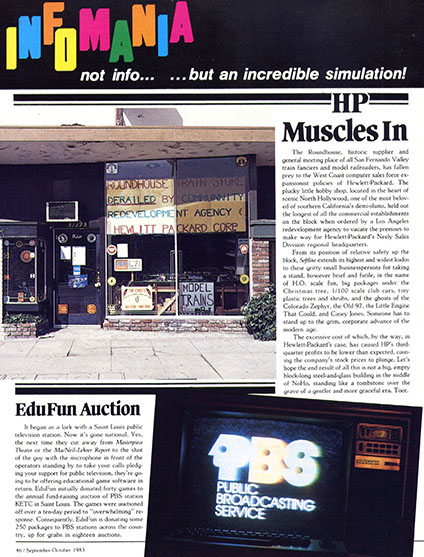 INFOMANIA
not info... ...but an incredible simulation!
HP
Muscles In
The Roundhouse, historic supplier and
general meeting place of all San Fernando Valley
train fanciers and model railroaders, has fallen
prey to the West Coast computer sales force ex-
pansionist policies of Hewlett-Packard. The
plucky little hobby shop, located in the heart of
scenic North Hollywood, one of the most belov-
ed of southern California's demi-slums, held out
the longest of all the commercial establishments
on the block when ordered by a Los Angeles
redevelopment agency to vacate the premises to
make way for Hewlett-Packard's Neely Sales
Division regional headquarters.
From its position of relative safety up the
block, Softline extends its highest and widest kudos
to these gritty small businesspersons for taking
a stand, however brief and futile, in the name
of H.O. scale fun, big packages under the
Christmas tree, 1/100 scale club cars, tiny
plastic trees and shrubs, and the ghosts of the
Colorado Zephyr, the Old 97, the Little Engine
That Could, and Casey Jones. Someone has to
stand up to the grim, corporate advance of the
modern age.
The excessive cost of which, by the way, in
Hewlett-Packard's case, has caused HP's third-
quarter profits to be lower than expected, caus-
ing the company's stock prices to plunge. Let's
hope the end result of all this is not a big, empty
block-long steel-and-glass building in the middle
of NoHo, standing like a tombstone over the
grave of a gentler and more graceful era. Toot.
ROUNDHOUSE TRAIN STORE
DERAILED BY COMMUNITY
REDEVELOPMENT AGENCY &
HEWLITT PACKARD CORP
MODEL
TRAINS
EduFun Auction
It began as a lark with a Saint Louis public
television station. Now it's gone national. Yes,
the next time they cut away from Masterpiece
Theatre or the MacNeil-Lehrer Report to the shot
of the guy with the microphone in front of the
operators standing by to take your calls pledg-
ing your support for public television, they're go-
ing to be offering educational game software in
return. EduFun initially donated forty games to
the annual fund-raising auction of PBS station
KETC in Saint Louis. The games were auctioned
off over a ten-day period to "overwhelming" re-
sponse. Consequently, EduFun is donating some
250 packages to PBS stations across the coun-
try, up for grabs in eighteen auctions.
PBS
PUBLIC
BROADCASTING
SERVICE
46 / September-October 1983